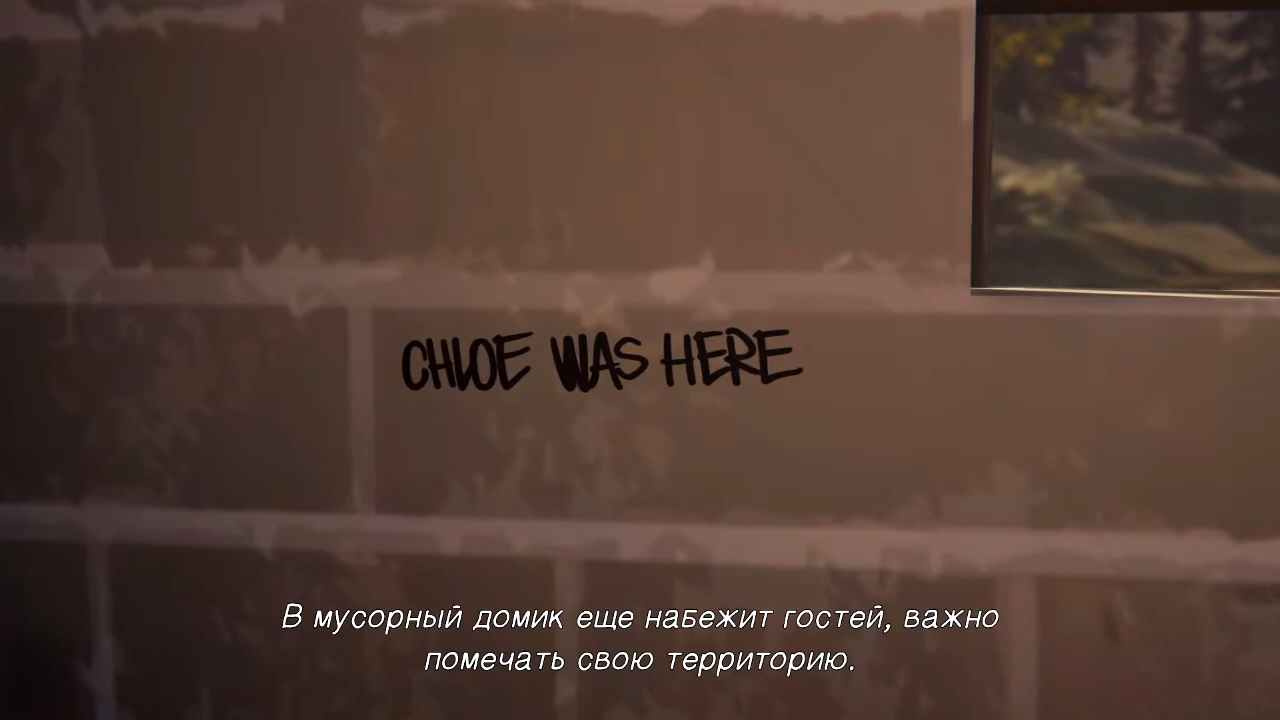 CHLOE WAS HERE
В мусорный домик еще набежит гостей, важно
помечать свою территорию.